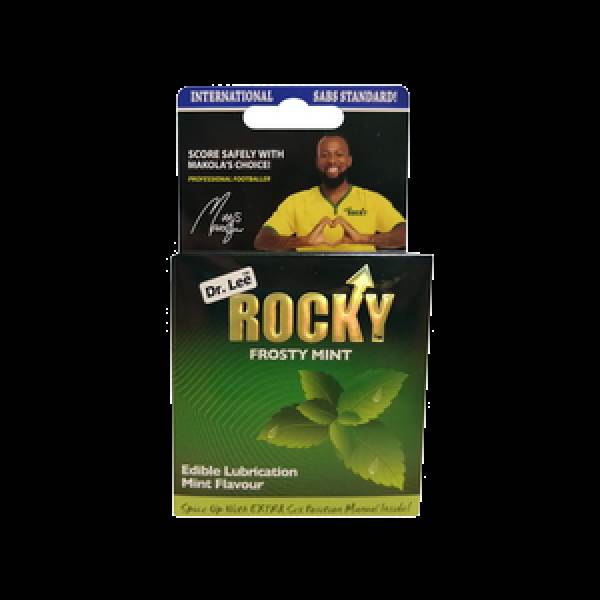 INTERNATIONAL SABS STANDARD!
SCORE SAFELY WITH
MAKOLA'S CHOICE!
PROFESSIONAL FOOTBALLER
Dr. Lee
ROCKY
FROSTY MINT
Edible Lubrication
Mint Flavour
Spice Up With EXTRA Sex Position Manual Inside!